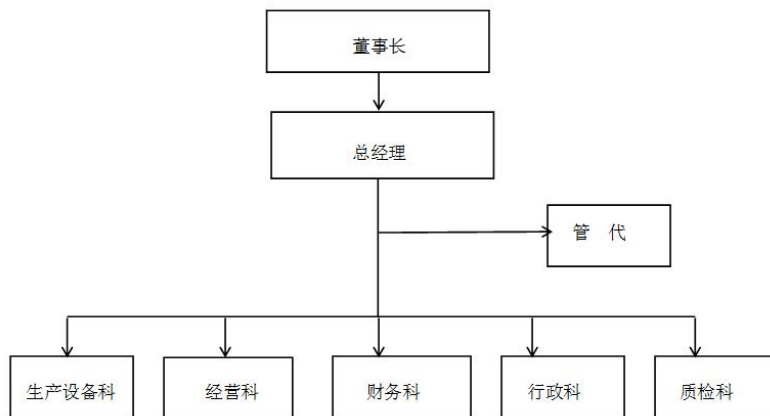 董事长
总经理
管 代
生产设备科
经营科
财务科
行政科
质检科